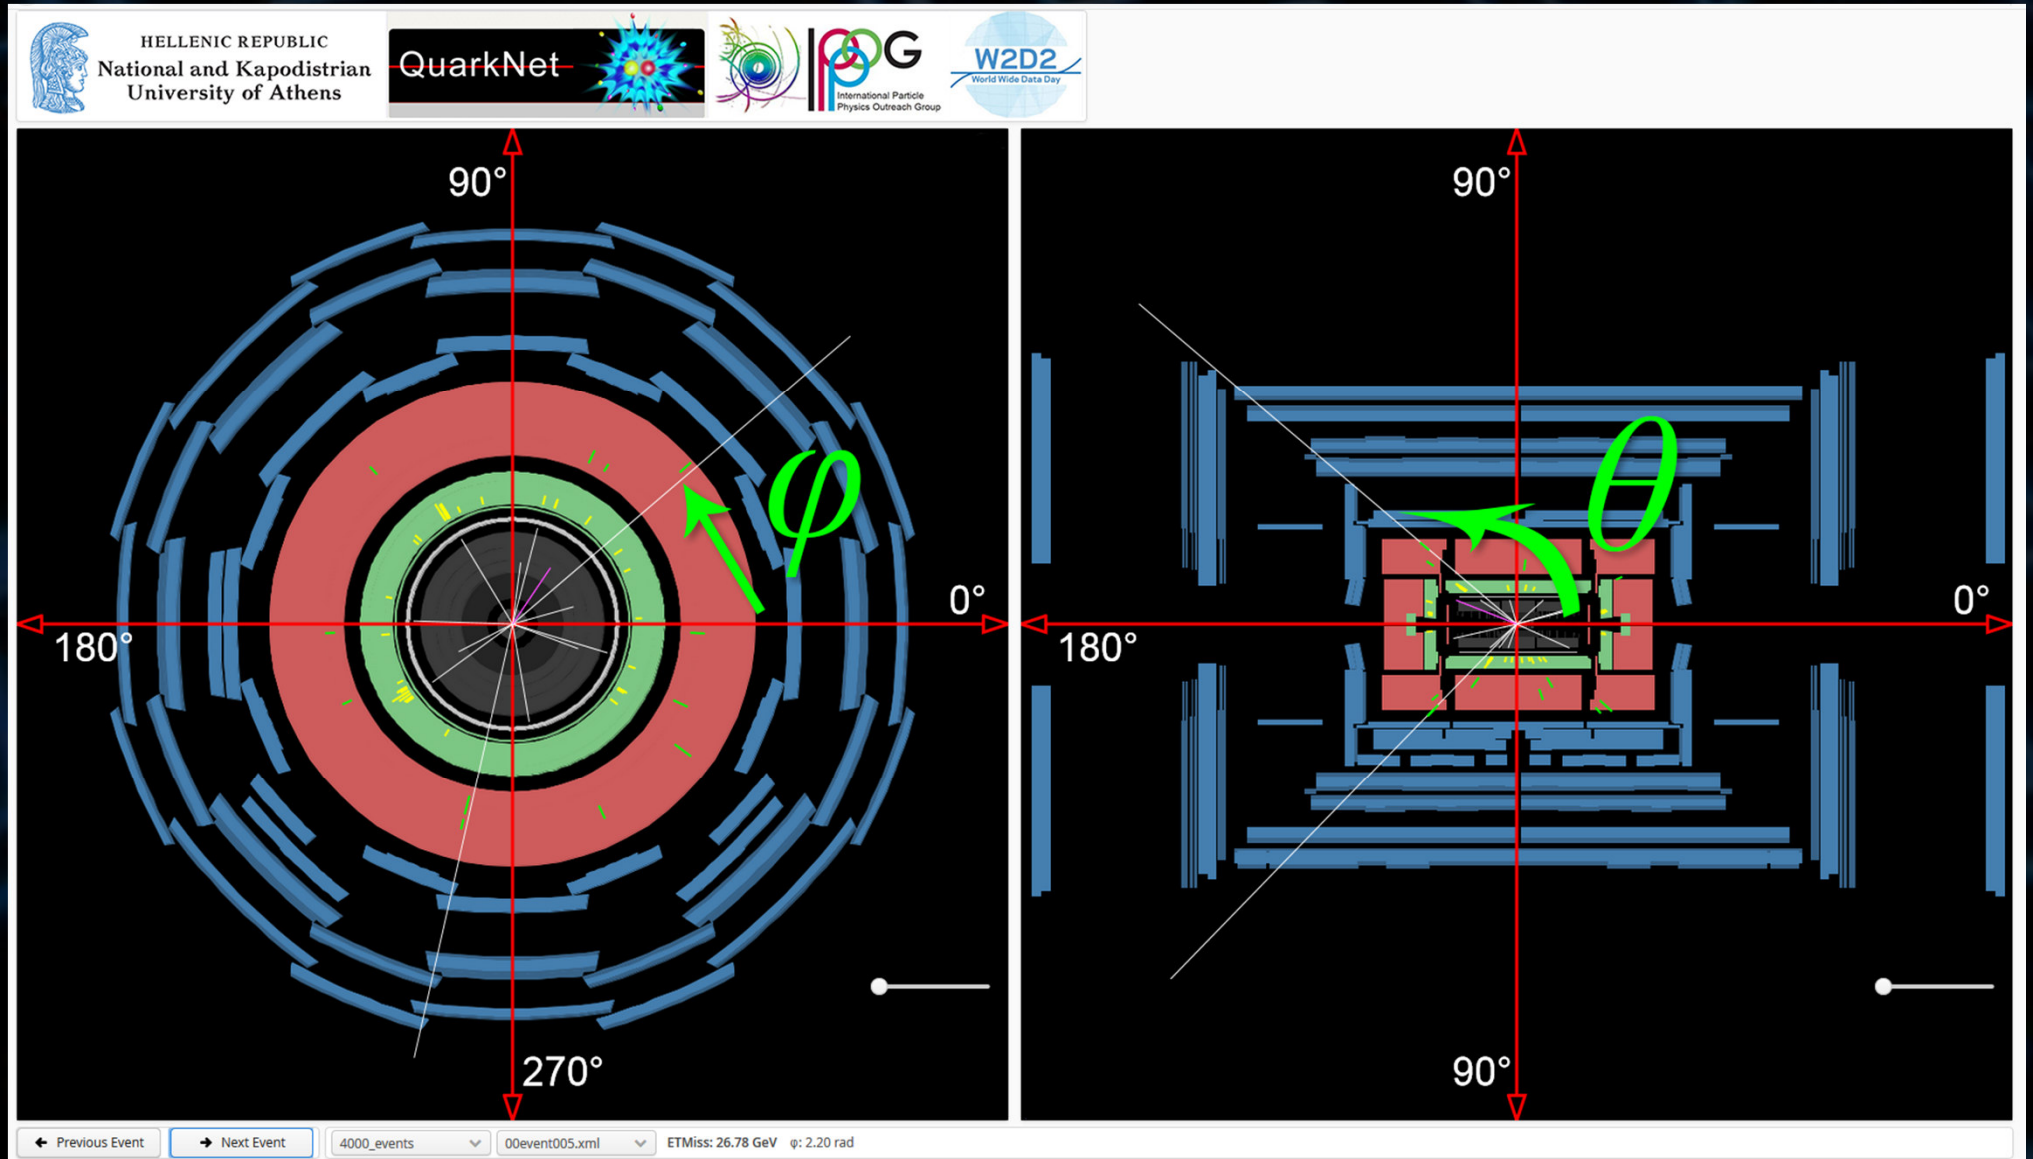 HELLENIC REPUBLIC
National and Kapodistrian
University of Athens
QuarkNet
IPPOG
International Particle
Physics Outreach Group
W2D2
World Wide Data Day
90°
0°
180°
270°
φ
90°
0°
180°
90°
θ
Previous Event
Next Event
4000_events
00event005.xml
ETMiss: 26.78 GeV φ: 2.20 rad